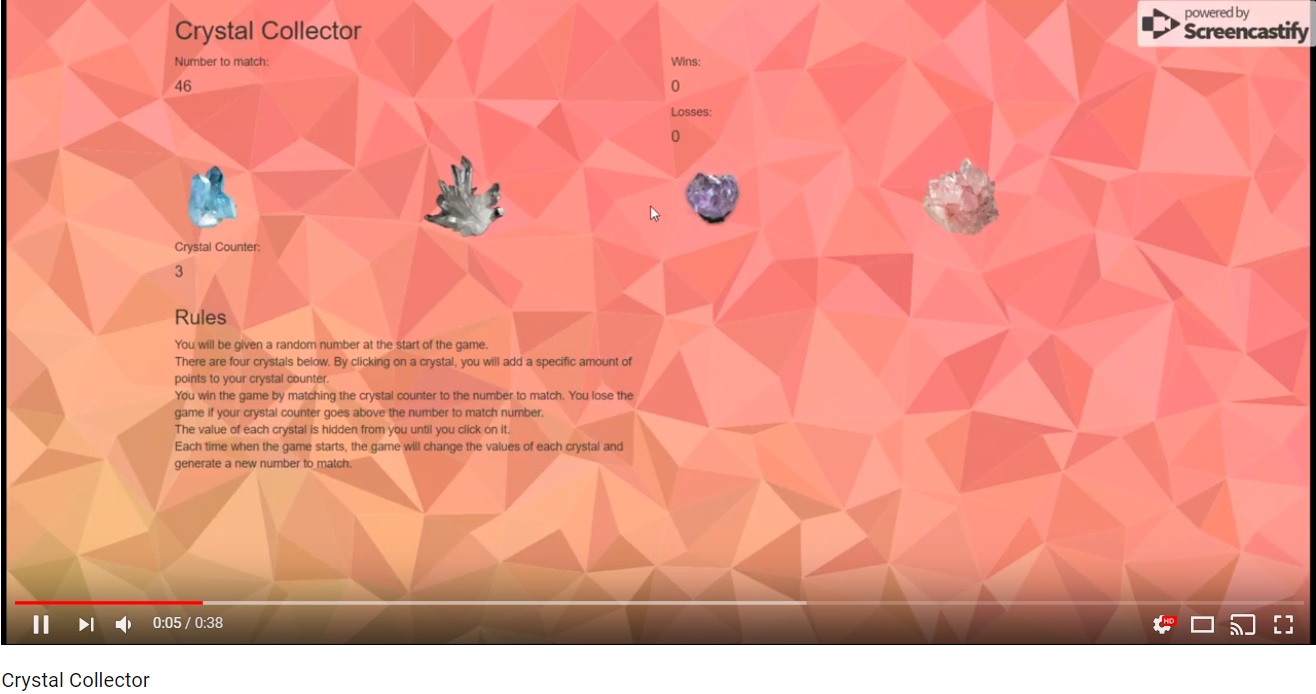 Crystal Collector
powered by
Screencastify
Number to match:
46
Wins:
0
Losses:
0
Crystal Counter:
3
Rules
You will be given a random number at the start of the game.
There are four crystals below. By clicking on a crystal, you will add a specific amount of
points to your crystal counter.
You win the game by matching the crystal counter to the number to match. You lose the
game if your crystal counter goes above the number to match number.
The value of each crystal is hidden from you until you click on it.
Each time when the game starts, the game will change the values of each crystal and
generate a new number to match.
0:05 / 0:38
HD
Crystal Collector